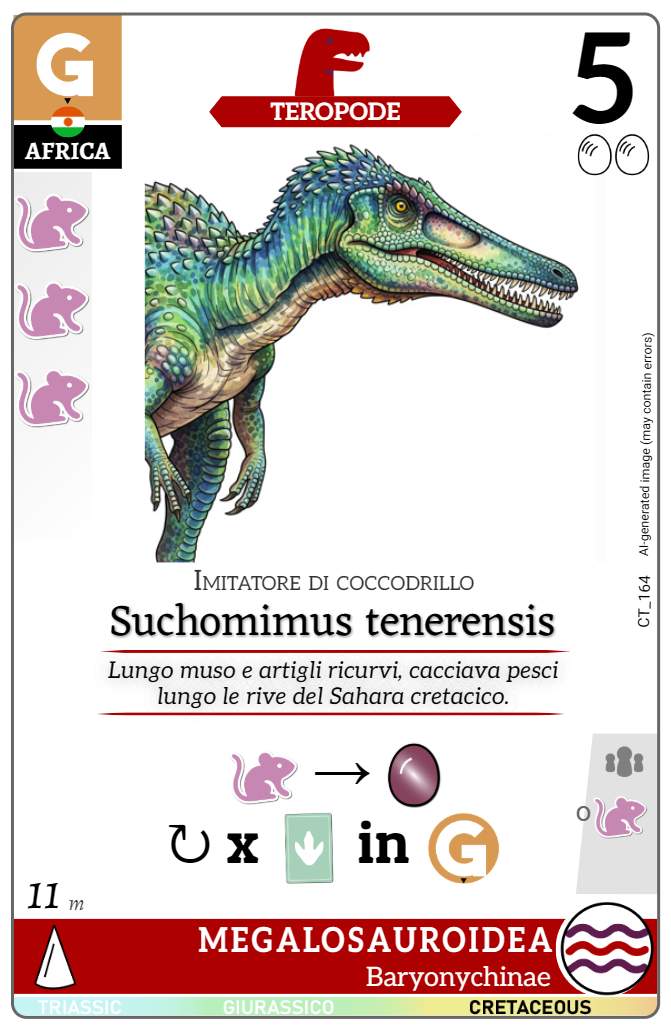 G
AFRICA
TEROPODE
5
AI-generated image (may contain errors)
CT_164
Imitatore di coccodrillo
Suchomimus tenerensis
Lungo muso e artigli ricurvi, cacciava pesci
lungo le rive del Sahara cretacico.
→
↻ x in G
o
11 m
MEGALOSAUROIDEA
Baryonychinae
TRIASSIC GIURASSICO CRETACEOUS